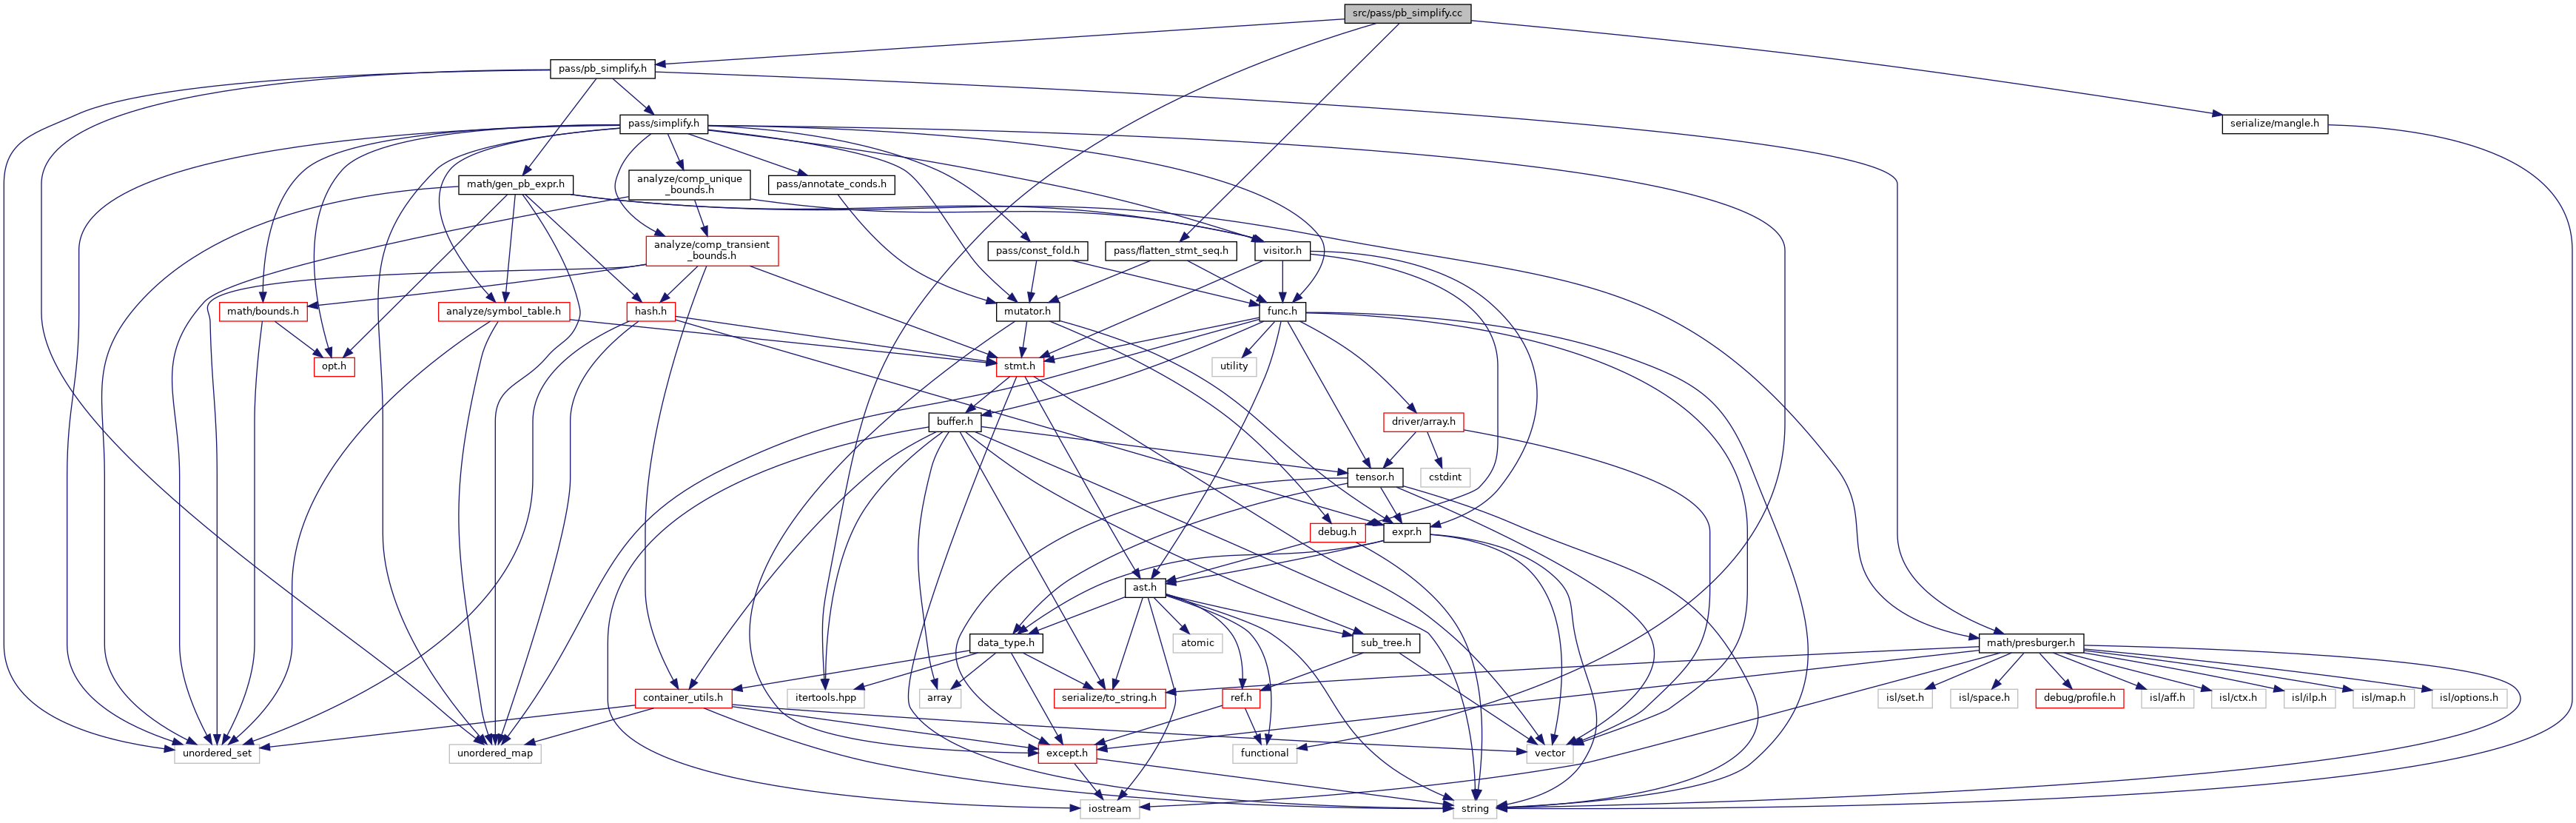 src/pass/pb_simplify.cc
pass/pb_simplify.h
pass/simplify.h
serialize/mangle.h
math/gen_pb_expr.h
analyze/comp_unique
_bounds.h
pass/annotate_conds.h
analyze/comp_transient
_bounds.h
pass/const_fold.h
pass/flatten_stmt_seq.h
visitor.h
math/bounds.h
analyze/symbol_table.h
hash.h
mutator.h
func.h
opt.h
stmt.h
utility
buffer.h
driver/array.h
tensor.h
cstdint
debug.h
expr.h
ast.h
data_type.h
atomic
sub_tree.h
math/presburger.h
container_utils.h
itertools.hpp
array
serialize/to_string.h
ref.h
isl/set.h
isl/space.h
debug/profile.h
isl/aff.h
isl/ctx.h
isl/ilp.h
isl/map.h
isl/options.h
unordered_set
unordered_map
except.h
functional
vector
iostream
string